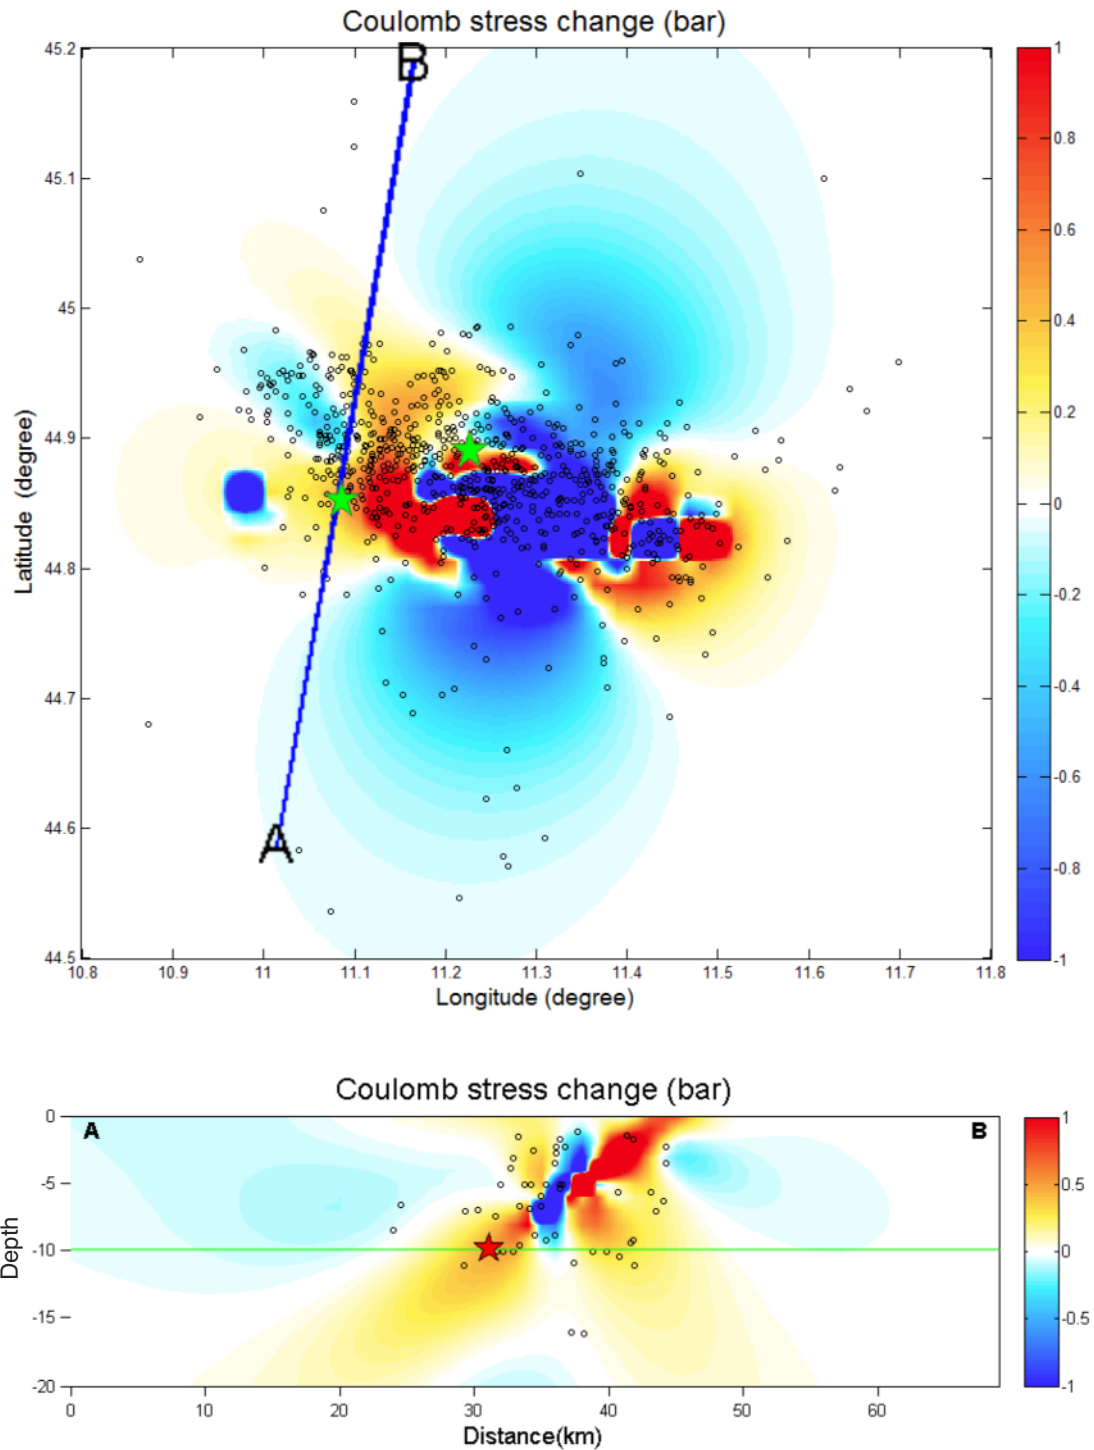 Coulomb stress change (bar)
45.2
45.1
45
44.9
44.8
44.7
44.6
44.5
Latitude (degree)
B
A
10.8 10.9 11 11.1 11.2 11.3 11.4 11.5 11.6 11.7 11.8
Longitude (degree)
1
0.8
0.6
0.4
0.2
0
-0.2
-0.4
-0.6
-0.8
-1
Coulomb stress change (bar)
A B
0
-5
-10
-15
-20
Depth
0 10 20 30 40 50 60
Distance(km)
1
0.5
0
-0.5
-1